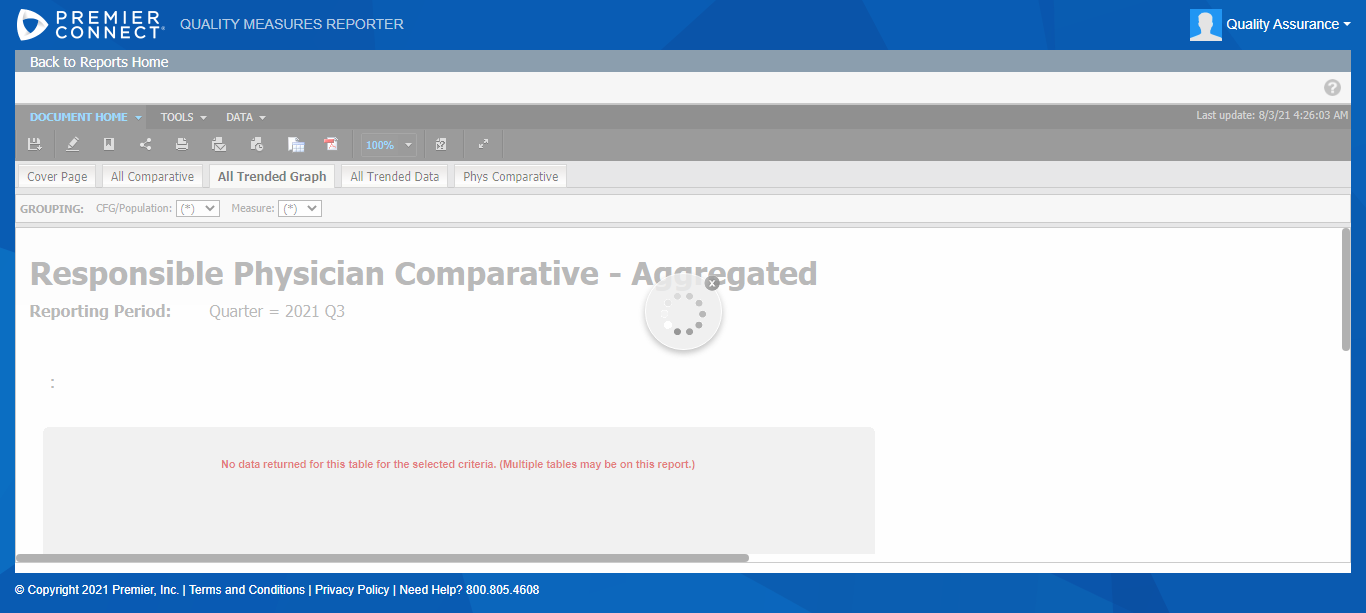 PREMIER
CONNECT
QUALITY MEASURES REPORTER
Quality Assurance
Back to Reports Home
?
DOCUMENT HOME TOOLS DATA
Last update: 8/3/21 4:26:03 AM
100%
Cover Page All Comparative All Trended Graph All Trended Data Phys Comparative
GROUPING: CFG/Population: (*) Measure: (*)
Responsible Physician Comparative - Aggregated
x
Reporting Period: Quarter = 2021 Q3
:
No data returned for this table for the selected criteria. (Multiple tables may be on this report.)
© Copyright 2021 Premier, Inc. | Terms and Conditions | Privacy Policy | Need Help? 800.805.4608